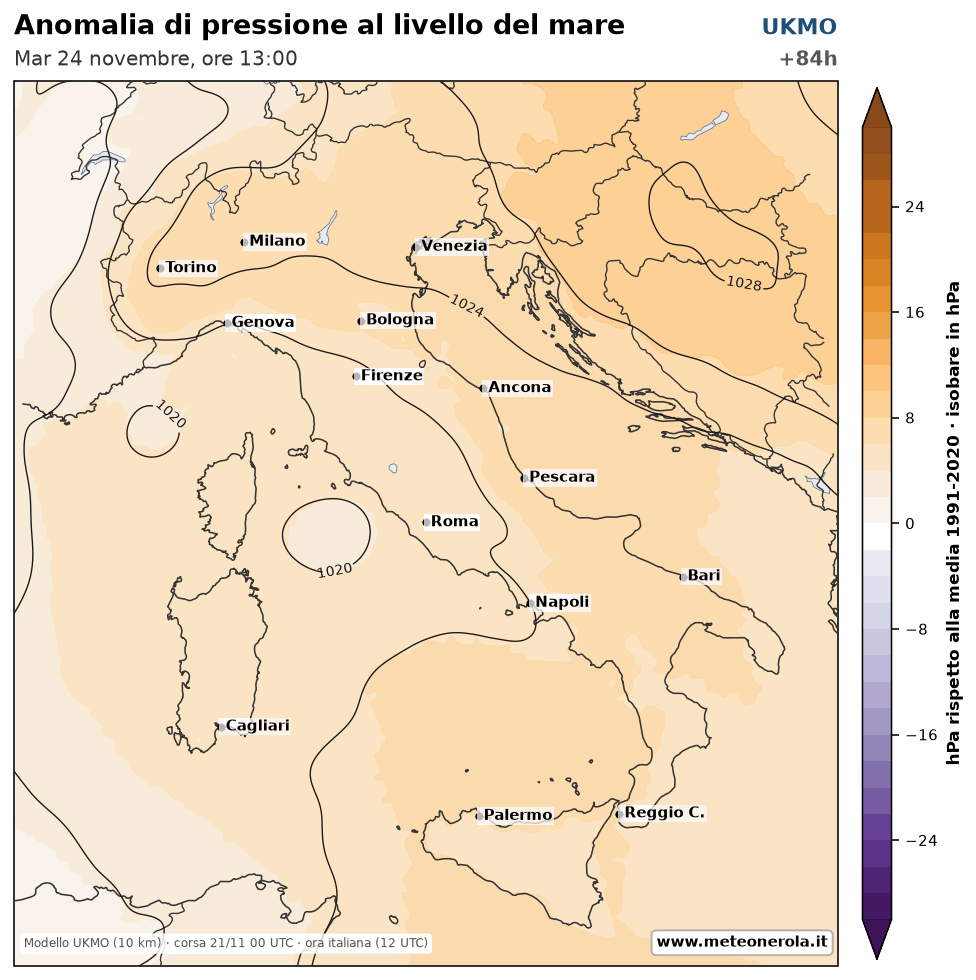 Anomalia di pressione al livello del mare
UKMO
Mar 24 novembre, ore 13:00
+84h
Milano
Venezia
Torino
1028
1024
Genova
Bologna
Firenze
Ancona
1020
Pescara
Roma
1020
Bari
Napoli
Cagliari
Palermo
Reggio C.
24
16
8
0
−8
−16
−24
hPa rispetto alla media 1991-2020 · isobare in hPa
Modello UKMO (10 km) · corsa 21/11 00 UTC · ora italiana (12 UTC)
www.meteonerola.it